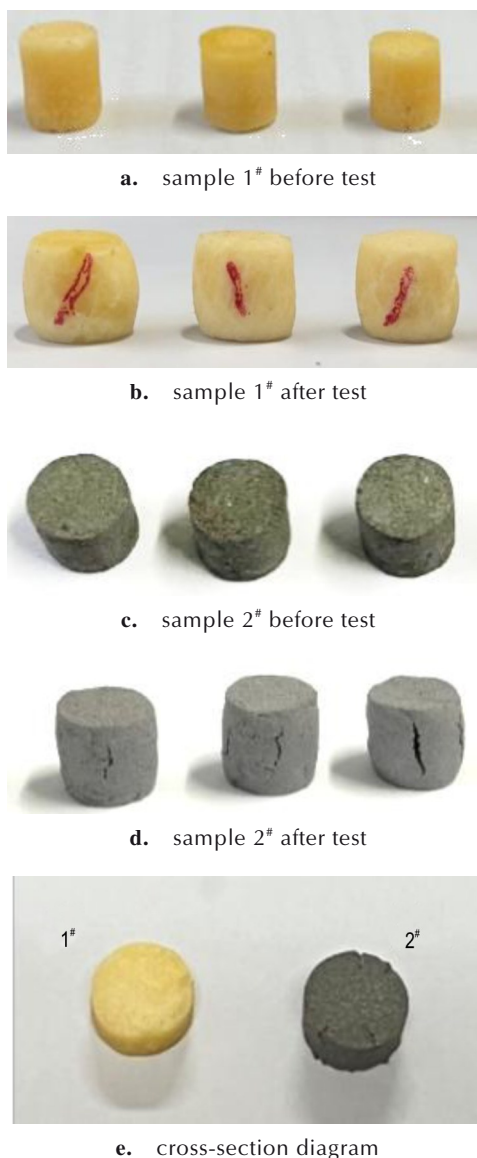 a. sample 1# before test
b. sample 1# after test
c. sample 2# before test
d. sample 2# after test
1# 2#
e. cross-section diagram